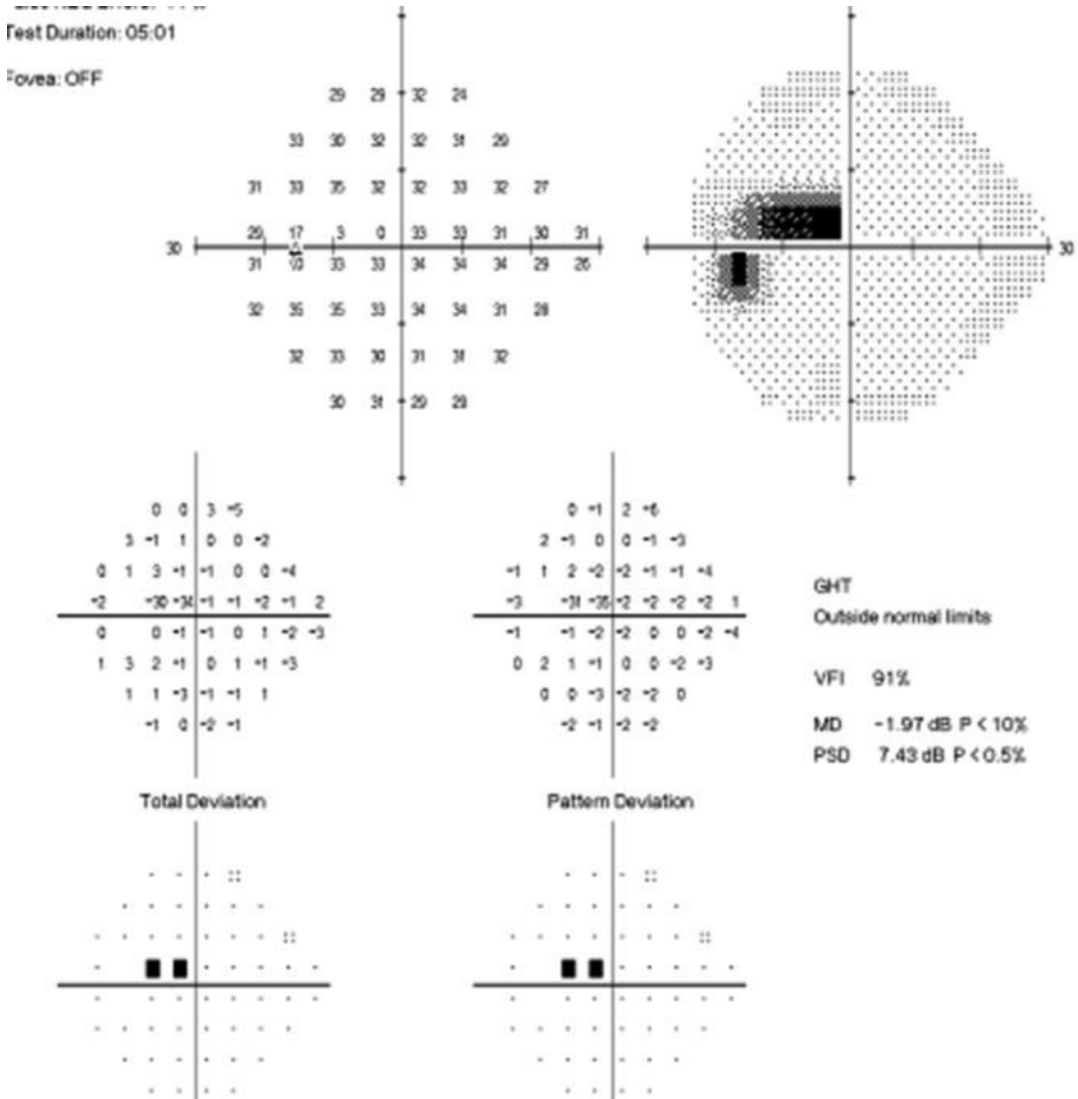 Test Duration: 05:01
Fovea: OFF
29 29 32 24
33 30 32 32 31 29
31 33 35 32 32 33 32 27
29 17 3 0 33 33 31 30 31
30 30
31 33 33 34 34 34 29 26
32 35 35 33 34 34 31 28
32 33 30 31 31 32
30 31 29 28
0 0 3 -5 0 -1 2 -6
3 -1 1 0 0 -2 2 -1 0 0 -1 -3
0 1 3 -1 -1 0 0 -4 -1 1 2 -2 -2 -1 -1 -4
-2 -30 -34 -1 -1 -2 -1 2 -3 -31 -35 -2 -2 -2 -2 1
0 0 -1 -1 0 1 -2 -3 -1 -1 -2 -2 0 0 -2 -4
1 3 2 -1 0 1 -1 -3 0 2 1 -1 0 0 -2 -3
1 1 -3 -1 -1 1 0 0 -3 -2 -2 0
-1 0 -2 -1 -2 -1 -2 -2
GHT
Outside normal limits
VFI 91%
MD -1.97 dB P < 10%
PSD 7.43 dB P < 0.5%
Total Deviation Pattern Deviation